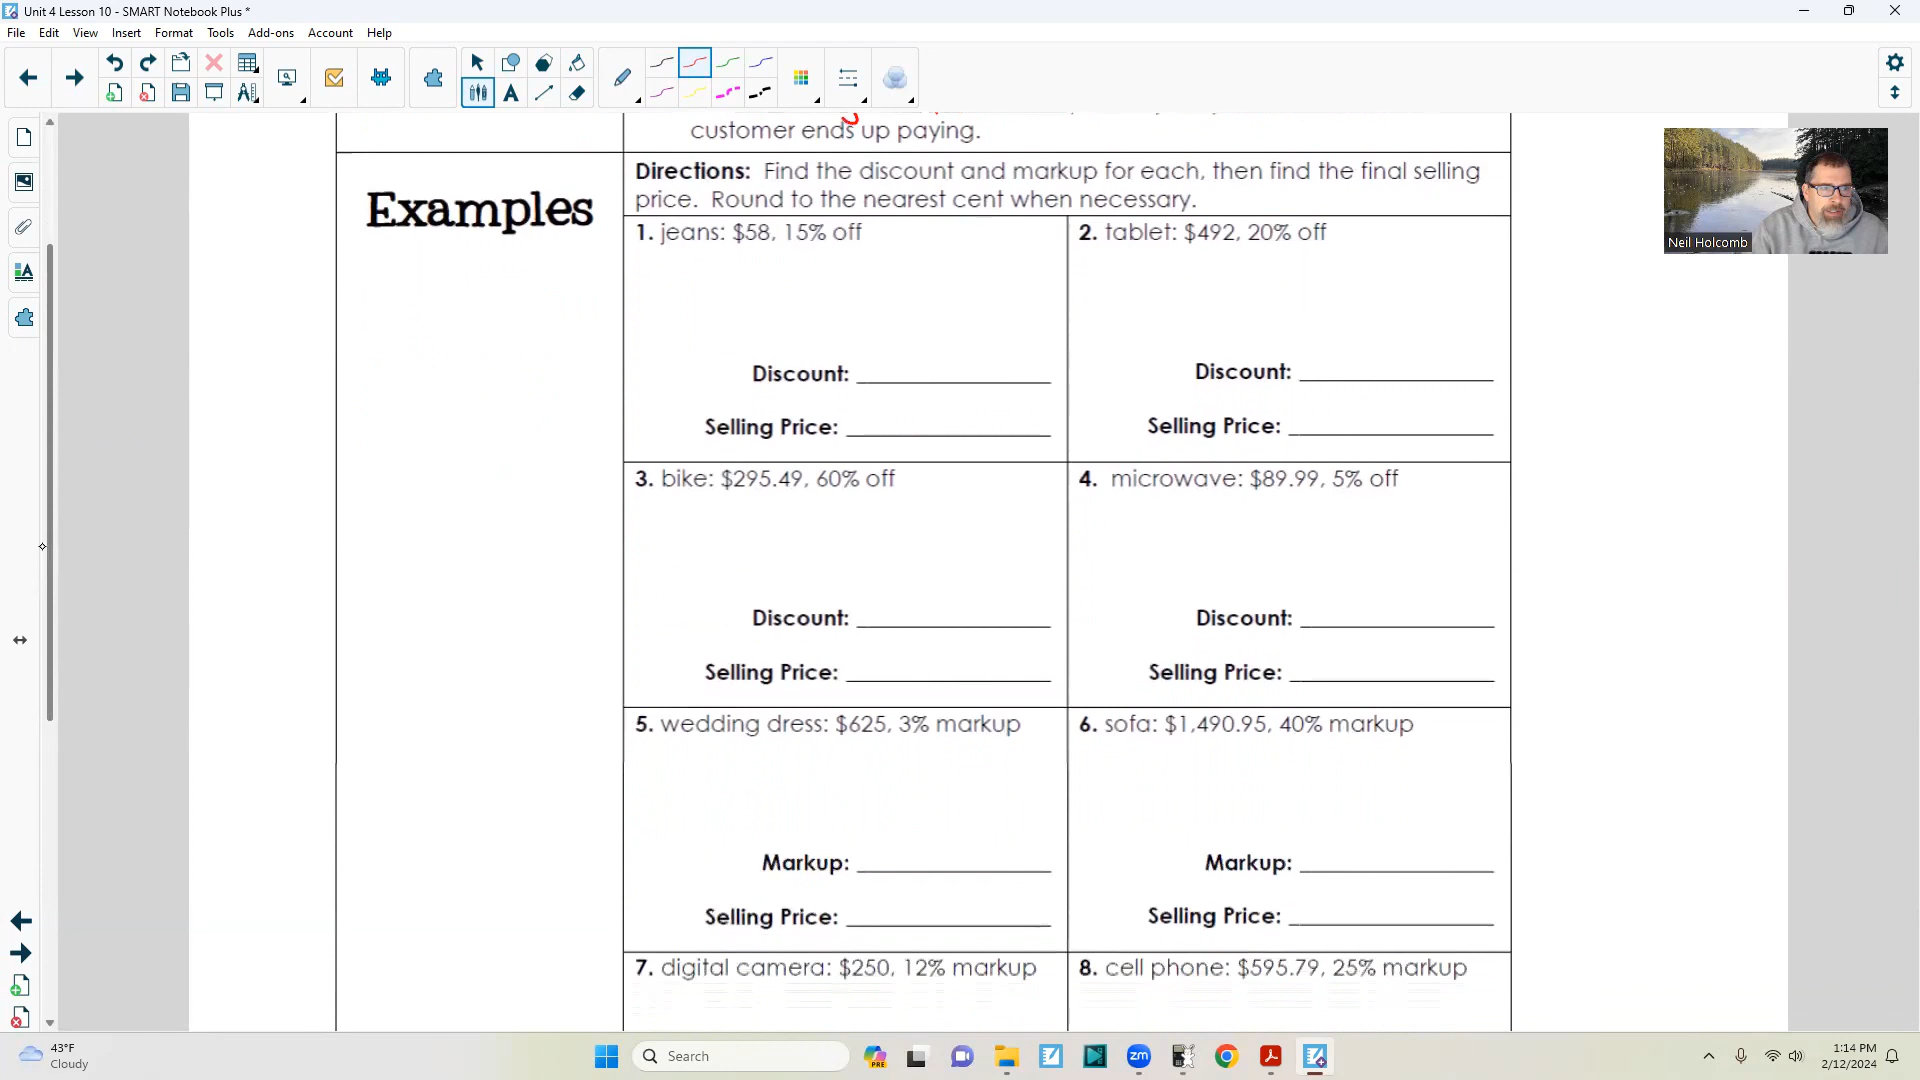 Unit 4 Lesson 10 - SMART Notebook Plus *
File Edit View Insert Format Tools Add-ons Account Help
customer ends up paying.
Examples
Directions: Find the discount and markup for each, then find the final selling
price. Round to the nearest cent when necessary.
1. jeans: $58, 15% off
Discount:
Selling Price:
2. tablet: $492, 20% off
Discount:
Selling Price:
3. bike: $295.49, 60% off
Discount:
Selling Price:
4. microwave: $89.99, 5% off
Discount:
Selling Price:
5. wedding dress: $625, 3% markup
Markup:
Selling Price:
6. sofa: $1,490.95, 40% markup
Markup:
Selling Price:
7. digital camera: $250, 12% markup
8. cell phone: $595.79, 25% markup
Neil Holcomb
43°F
Cloudy
Search
PRE
zm
1:14 PM
2/12/2024